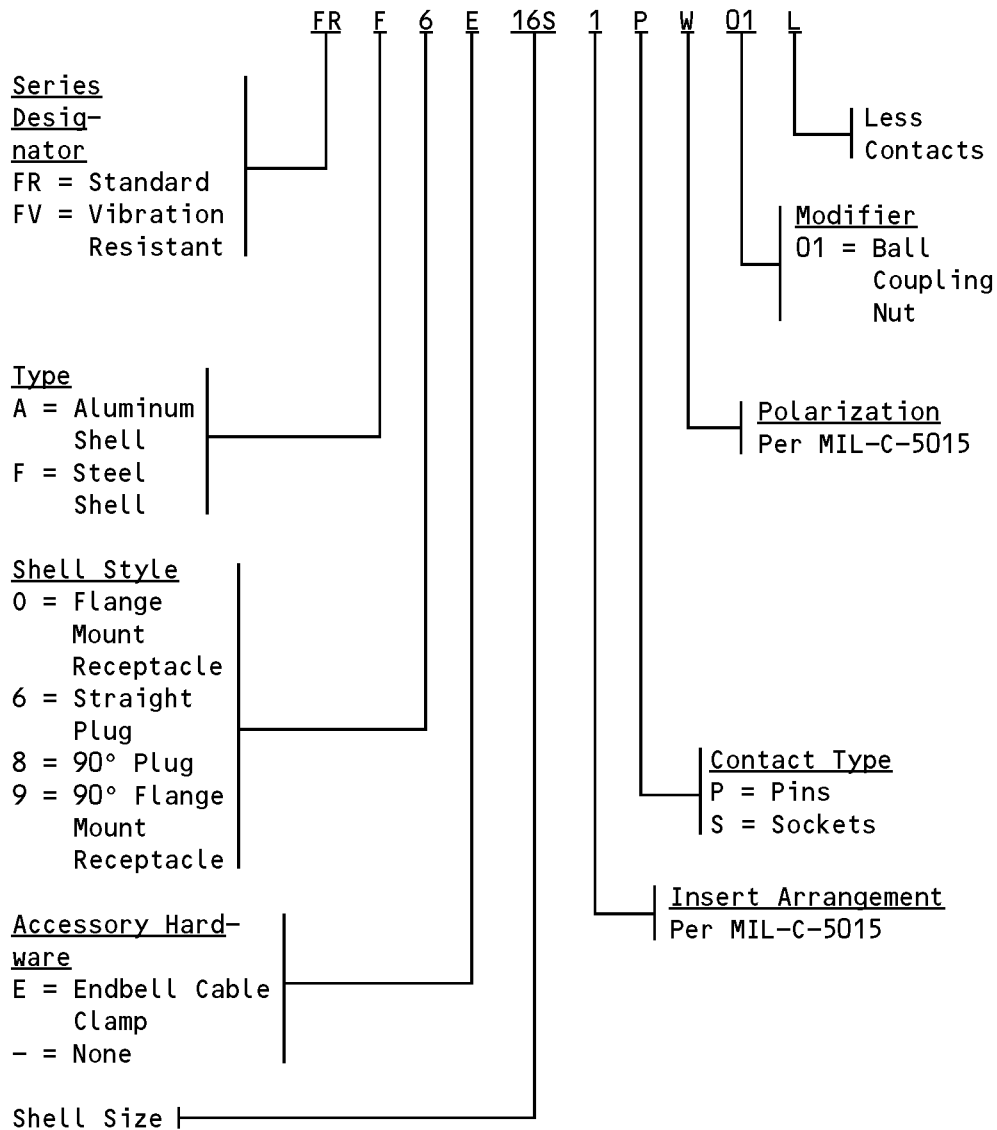 FR F 6 E 16S 1 P W 01 L
Series
Desig-
nator
FR = Standard
FV = Vibration
Resistant
Less
Contacts
Modifier
01 = Ball
Coupling
Nut
Type
A = Aluminum
Shell
F = Steel
Shell
Polarization
Per MIL-C-5015
Shell Style
0 = Flange
Mount
Receptacle
6 = Straight
Plug
8 = 90° Plug
9 = 90° Flange
Mount
Receptacle
Contact Type
P = Pins
S = Sockets
Insert Arrangement
Per MIL-C-5015
Accessory Hard-
ware
E = Endbell Cable
Clamp
- = None
Shell Size